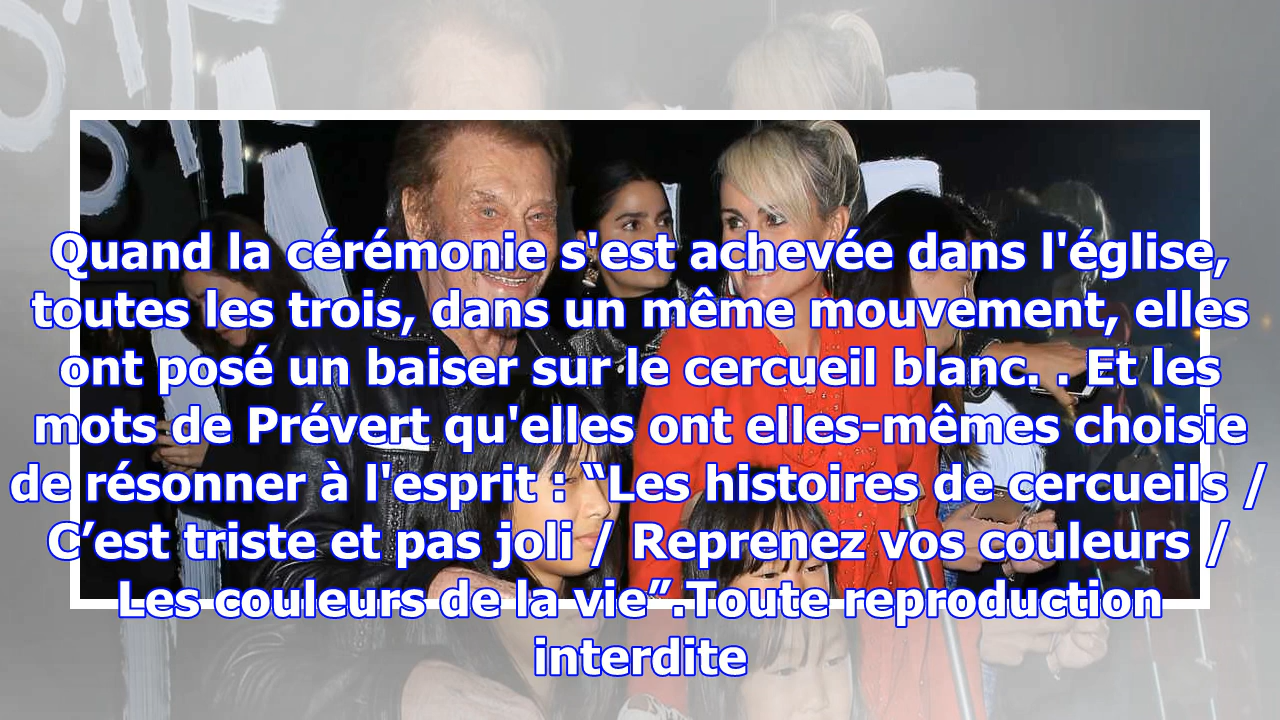 Quand la cérémonie s'est achevée dans l'église,
toutes les trois, dans un même mouvement, elles
ont posé un baiser sur le cercueil blanc. . Et les
mots de Prévert qu'elles ont elles-mêmes choisie
de résonner à l'esprit : “Les histoires de cercueils /
C’est triste et pas joli / Reprenez vos couleurs /
Les couleurs de la vie”.Toute reproduction
interdite